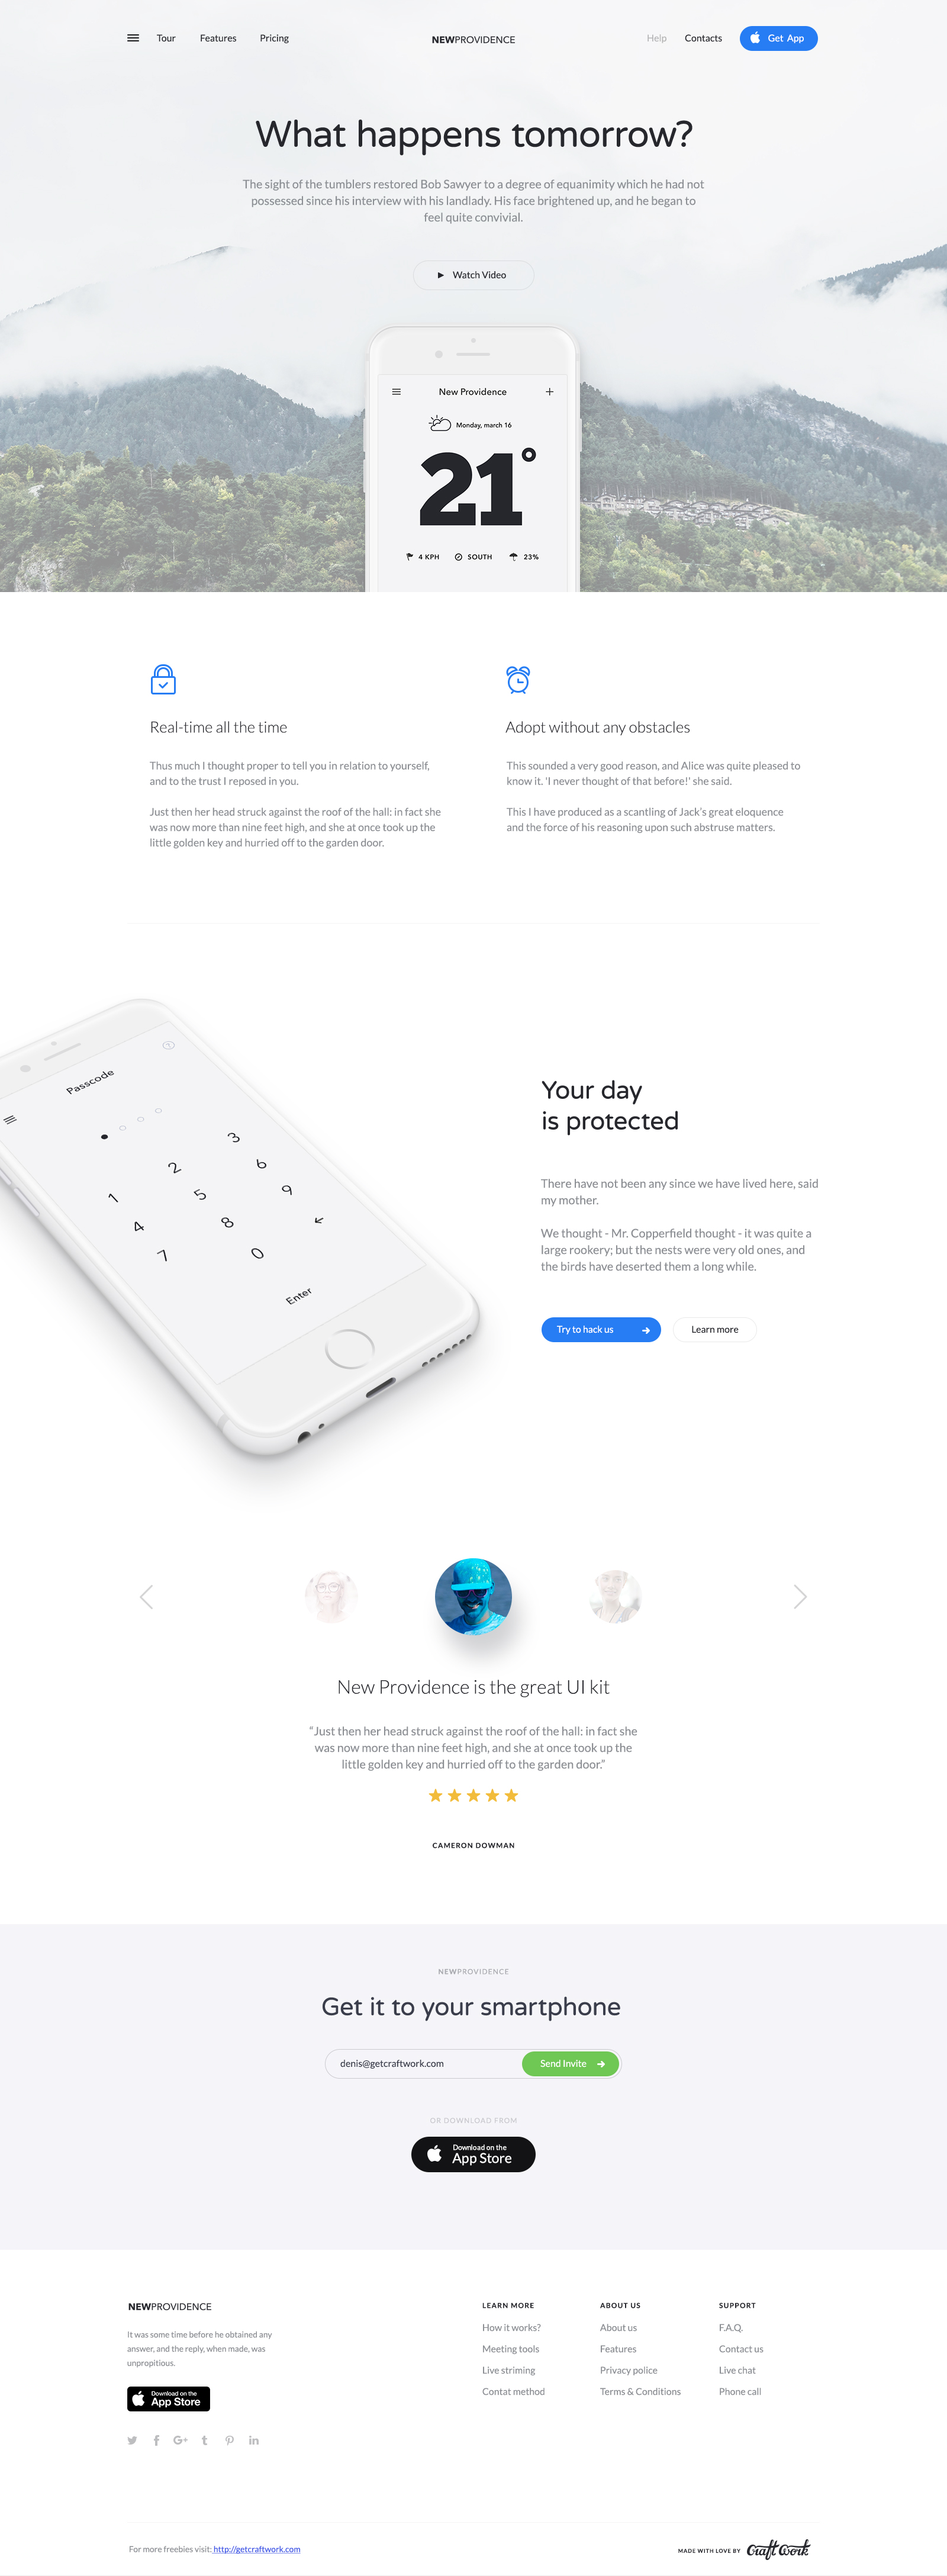 Tour Features Pricing NEWPROVIDENCE Help Contacts Get App
What happens tomorrow?
The sight of the tumblers restored Bob Sawyer to a degree of equanimity which he had not
possessed since his interview with his landlady. His face brightened up, and he began to
feel quite convivial.
Watch Video
New Providence
Monday, march 16
21°
4 KPH SOUTH 23%
Real-time all the time
Thus much I thought proper to tell you in relation to yourself,
and to the trust I reposed in you.
Just then her head struck against the roof of the hall: in fact she
was now more than nine feet high, and she at once took up the
little golden key and hurried off to the garden door.
Adopt without any obstacles
This sounded a very good reason, and Alice was quite pleased to
know it. 'I never thought of that before!' she said.
This I have produced as a scantling of Jack's great eloquence
and the force of his reasoning upon such abstruse matters.
Passcode
1 2 3
4 5 6
7 8 9
0
Enter
Your day
is protected
There have not been any since we have lived here, said
my mother.
We thought - Mr. Copperfield thought - it was quite a
large rookery; but the nests were very old ones, and
the birds have deserted them a long while.
Try to hack us
Learn more
New Providence is the great UI kit
“Just then her head struck against the roof of the hall: in fact she
was now more than nine feet high, and she at once took up the
little golden key and hurried off to the garden door.”
CAMERON DOWMAN
NEWPROVIDENCE
Get it to your smartphone
denis@getcraftwork.com
Send Invite
OR DOWNLOAD FROM
Download on the
App Store
NEWPROVIDENCE
It was some time before he obtained any
answer, and the reply, when made, was
unpropitious.
Download on the
App Store
LEARN MORE
How it works?
Meeting tools
Live striming
Contat method
ABOUT US
About us
Features
Privacy police
Terms & Conditions
SUPPORT
F.A.Q.
Contact us
Live chat
Phone call
For more freebies visit: http://getcraftwork.com
MADE WITH LOVE BY Craft Work